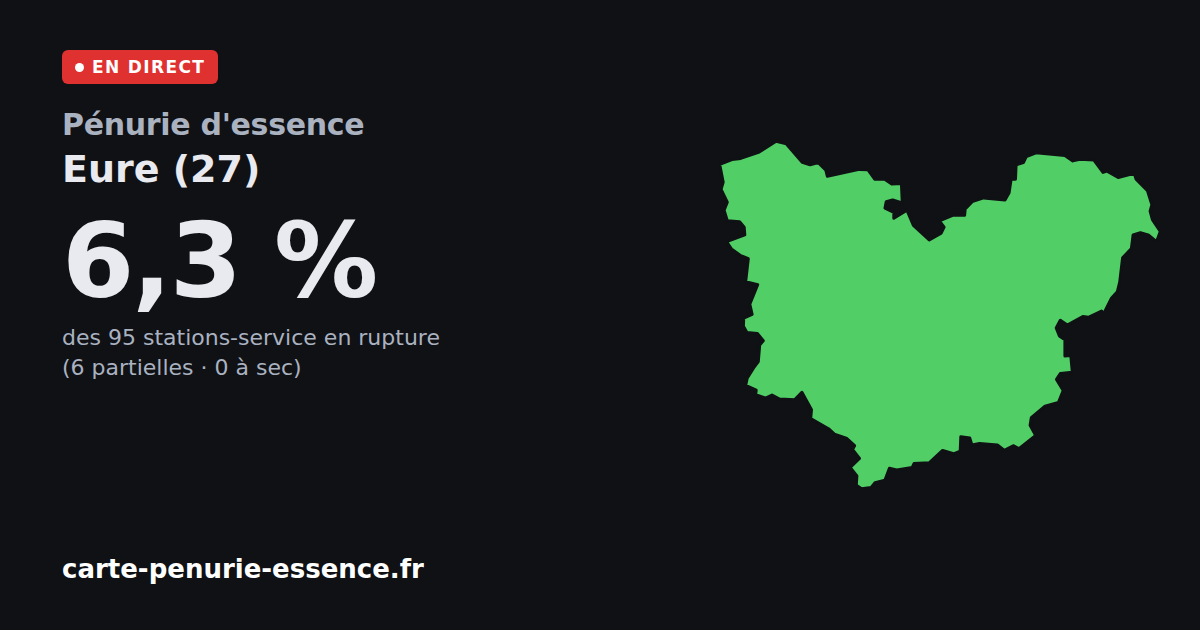 EN DIRECT
Pénurie d'essence
Eure (27)
6,3 %
des 95 stations-service en rupture
(6 partielles · 0 à sec)
carte-penurie-essence.fr